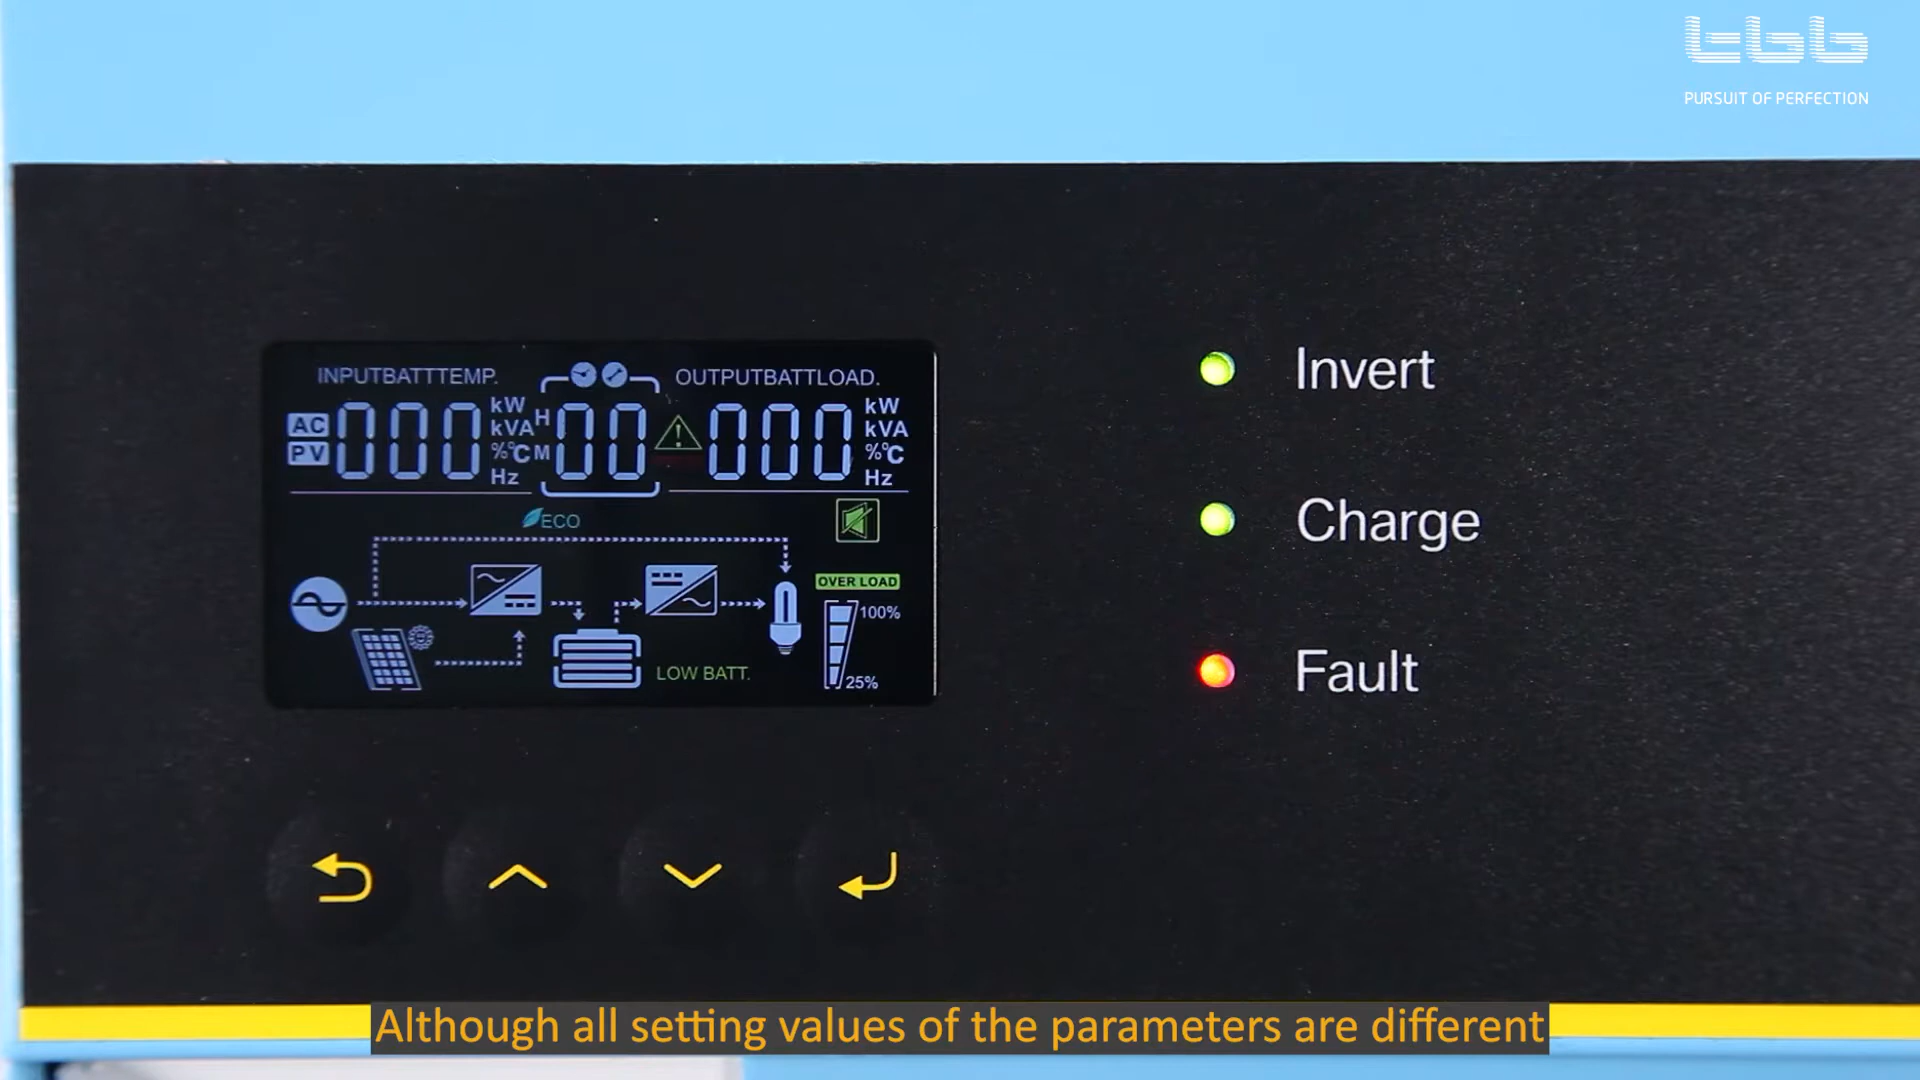 tbb
PURSUIT OF PERFECTION
INPUTBATTTEMP.
OUTPUTBATTLOAD.
AC
PV
000
kW
kVA
%°C
Hz
H
M
00
000
kW
kVA
%°C
Hz
ECO
OVER LOAD
100%
25%
LOW BATT.
Invert
Charge
Fault
Although all setting values of the parameters are different